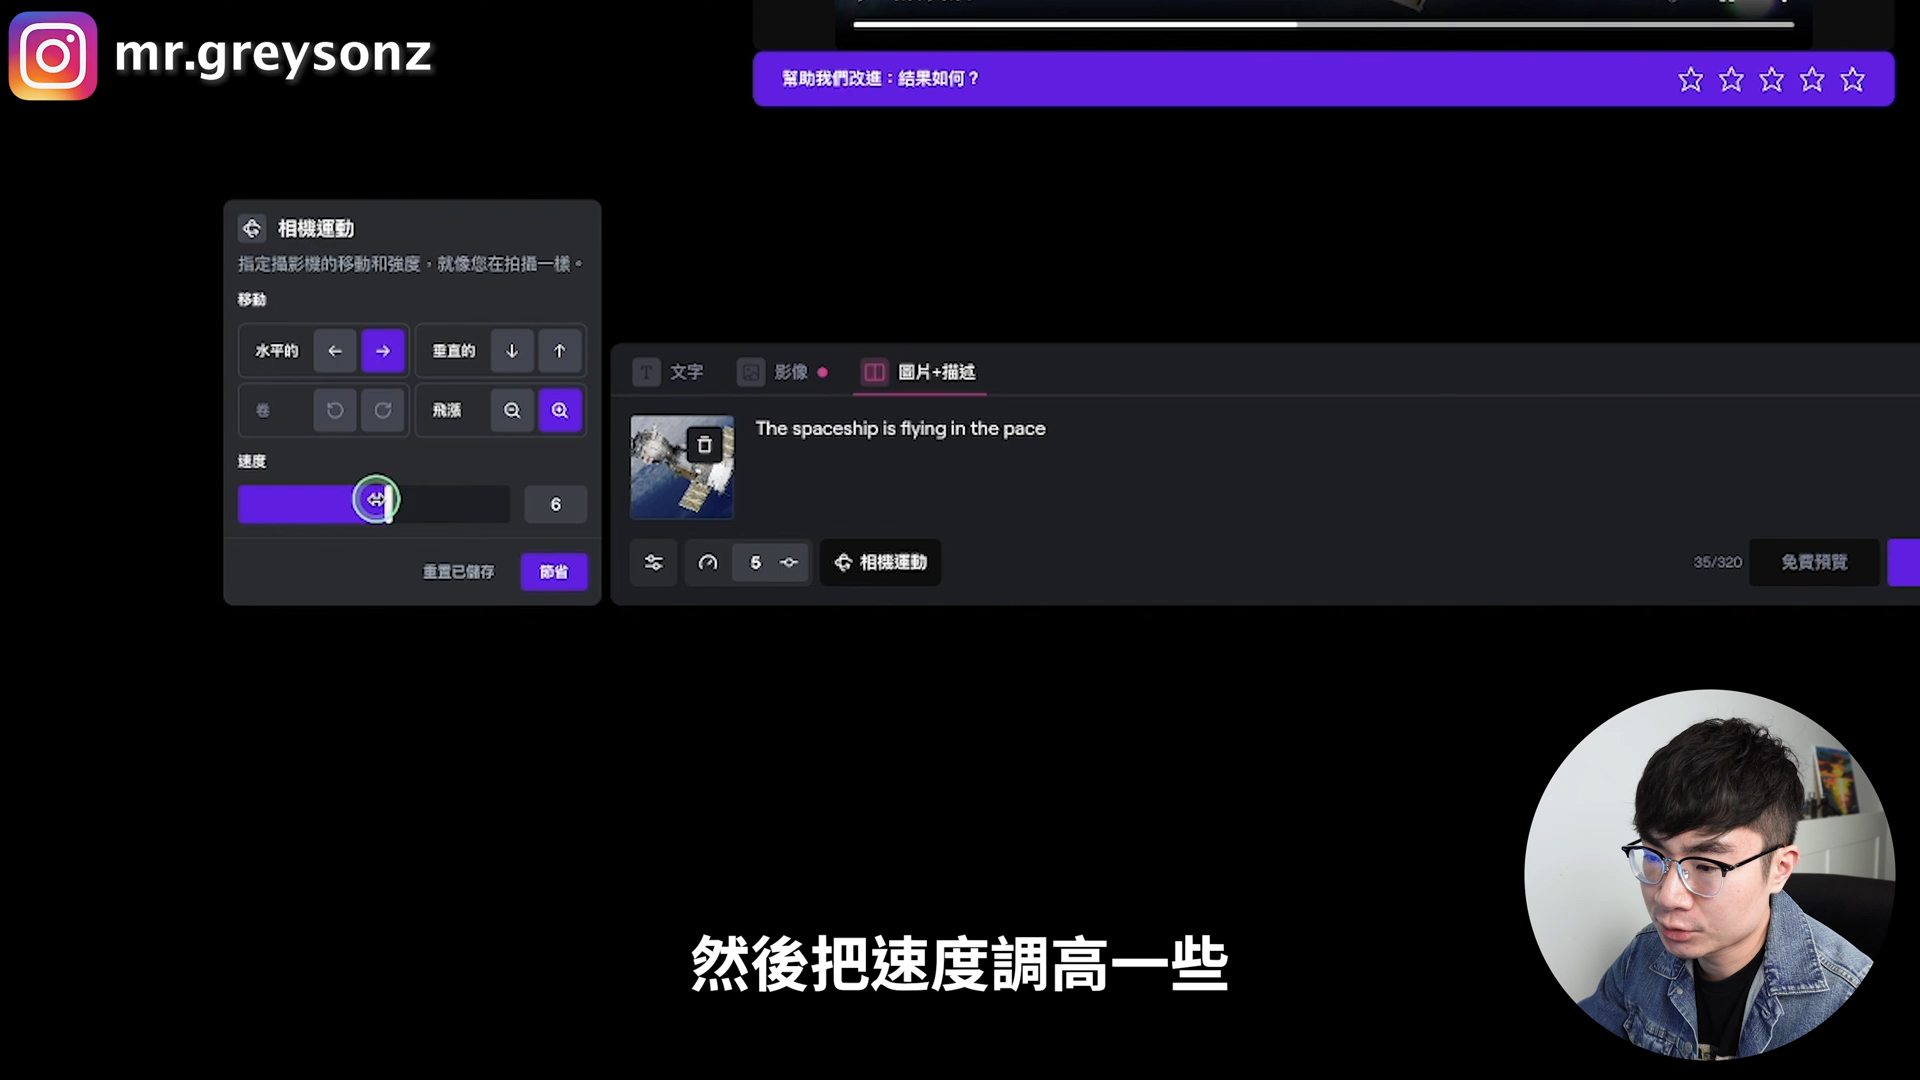 mr.greysonz
幫助我們改進：結果如何？
相機運動
指定攝影機的移動和強度，就像您在拍攝一樣。
移動
水平的
垂直的
卷
飛漲
速度
6
重置已儲存
節省
文字
影像
圖片+描述
The spaceship is flying in the pace
5
相機運動
35/320
免費預覽
然後把速度調高一些